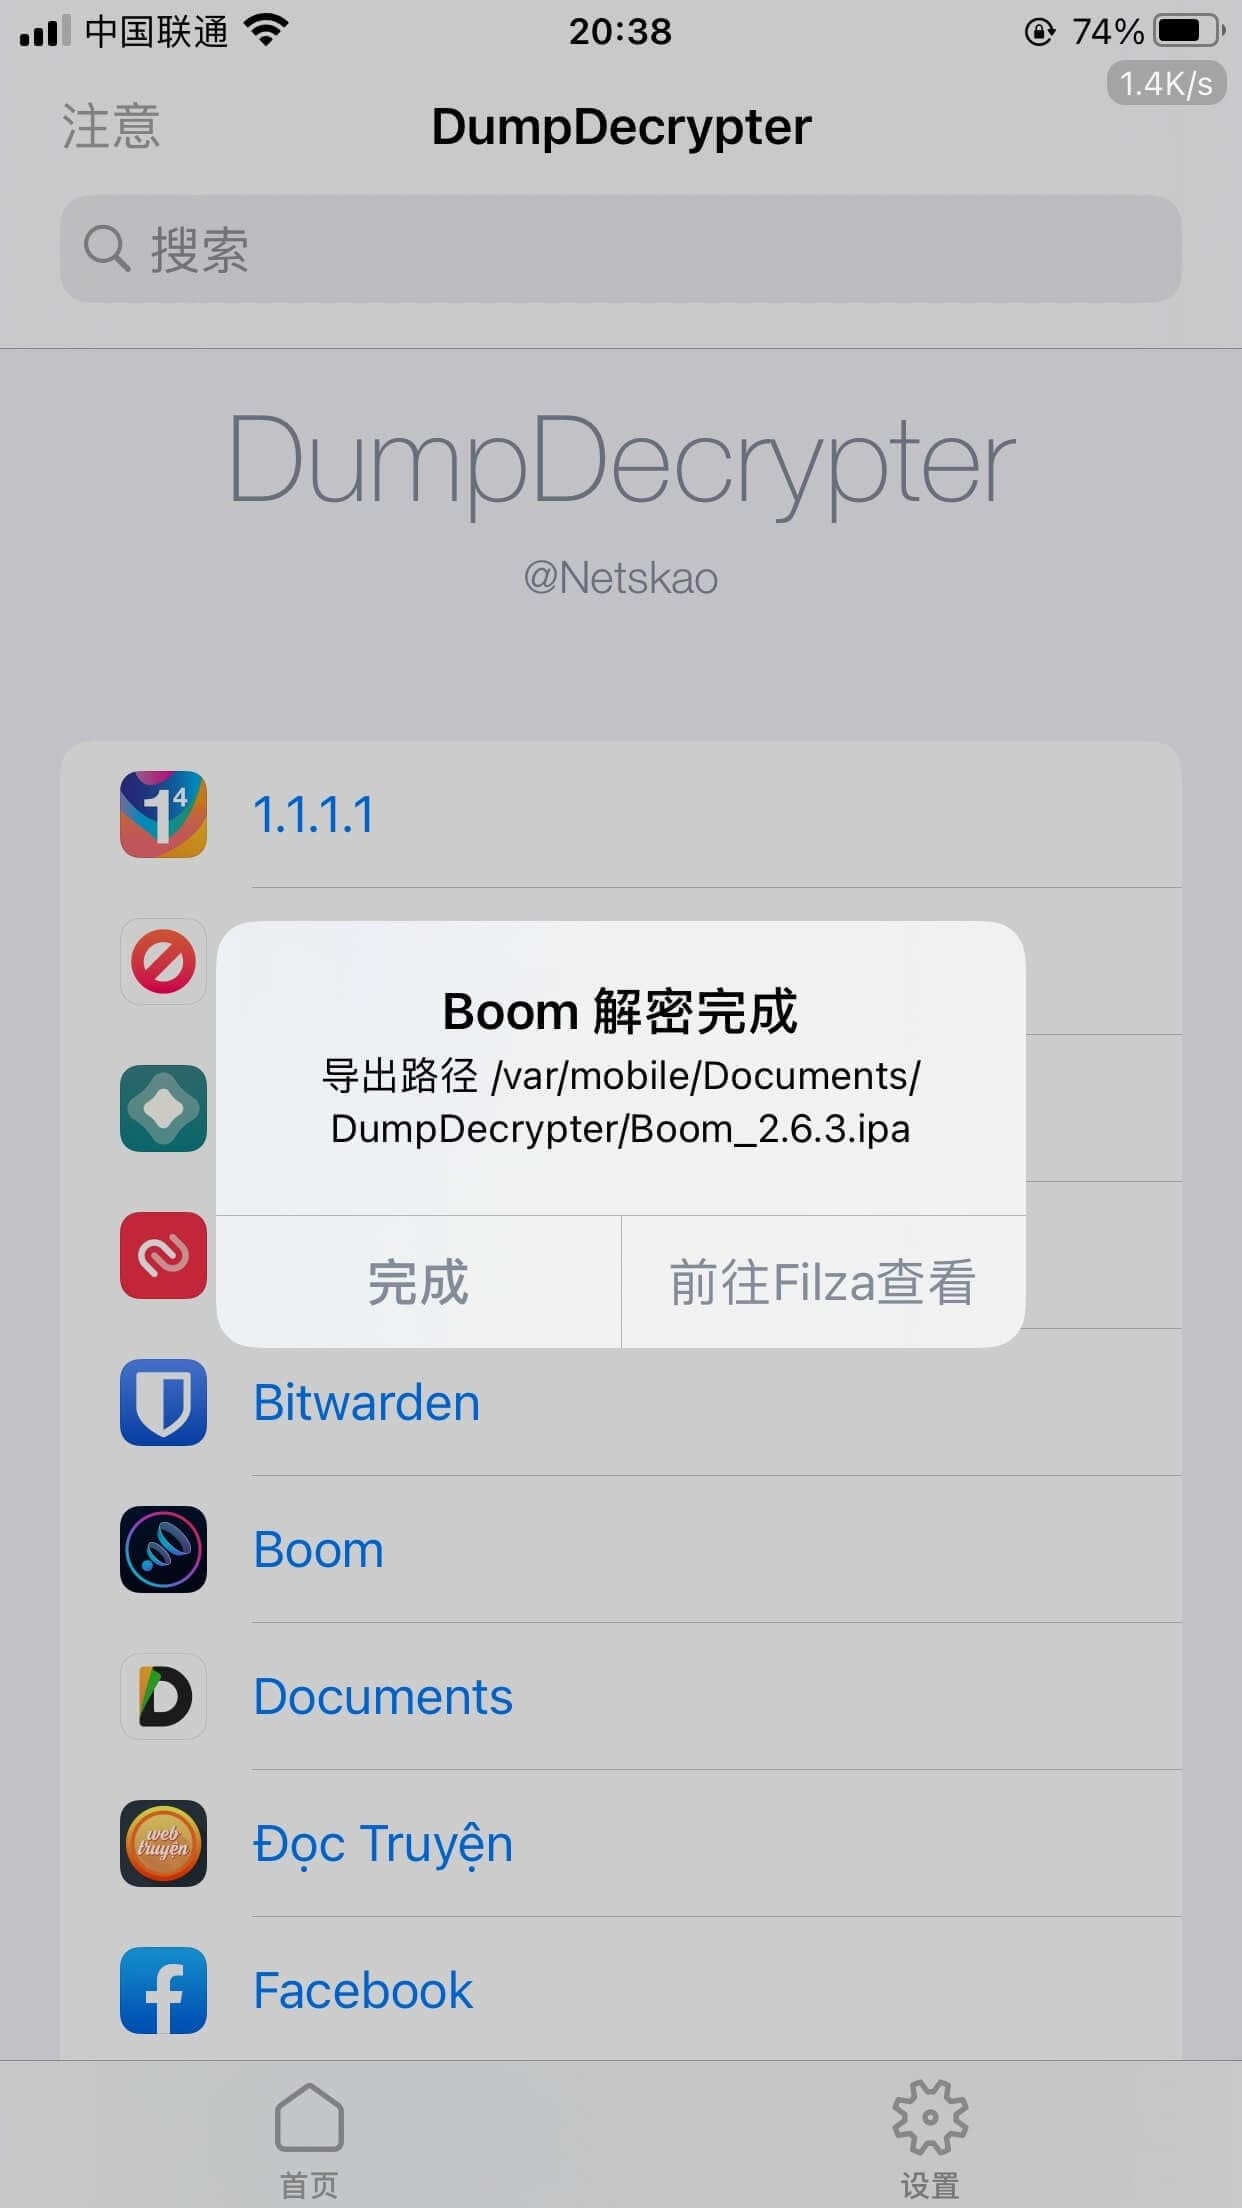 中国联通 20:38 74%
1.4K/s
注意 DumpDecrypter
搜索
DumpDecrypter
@Netskao
1⁴ 1.1.1.1
Boom 解密完成
导出路径 /var/mobile/Documents/
DumpDecrypter/Boom_2.6.3.ipa
完成 前往Filza查看
Bitwarden
Boom
Documents
web
truyện
Đọc Truyện
Facebook
首页 设置